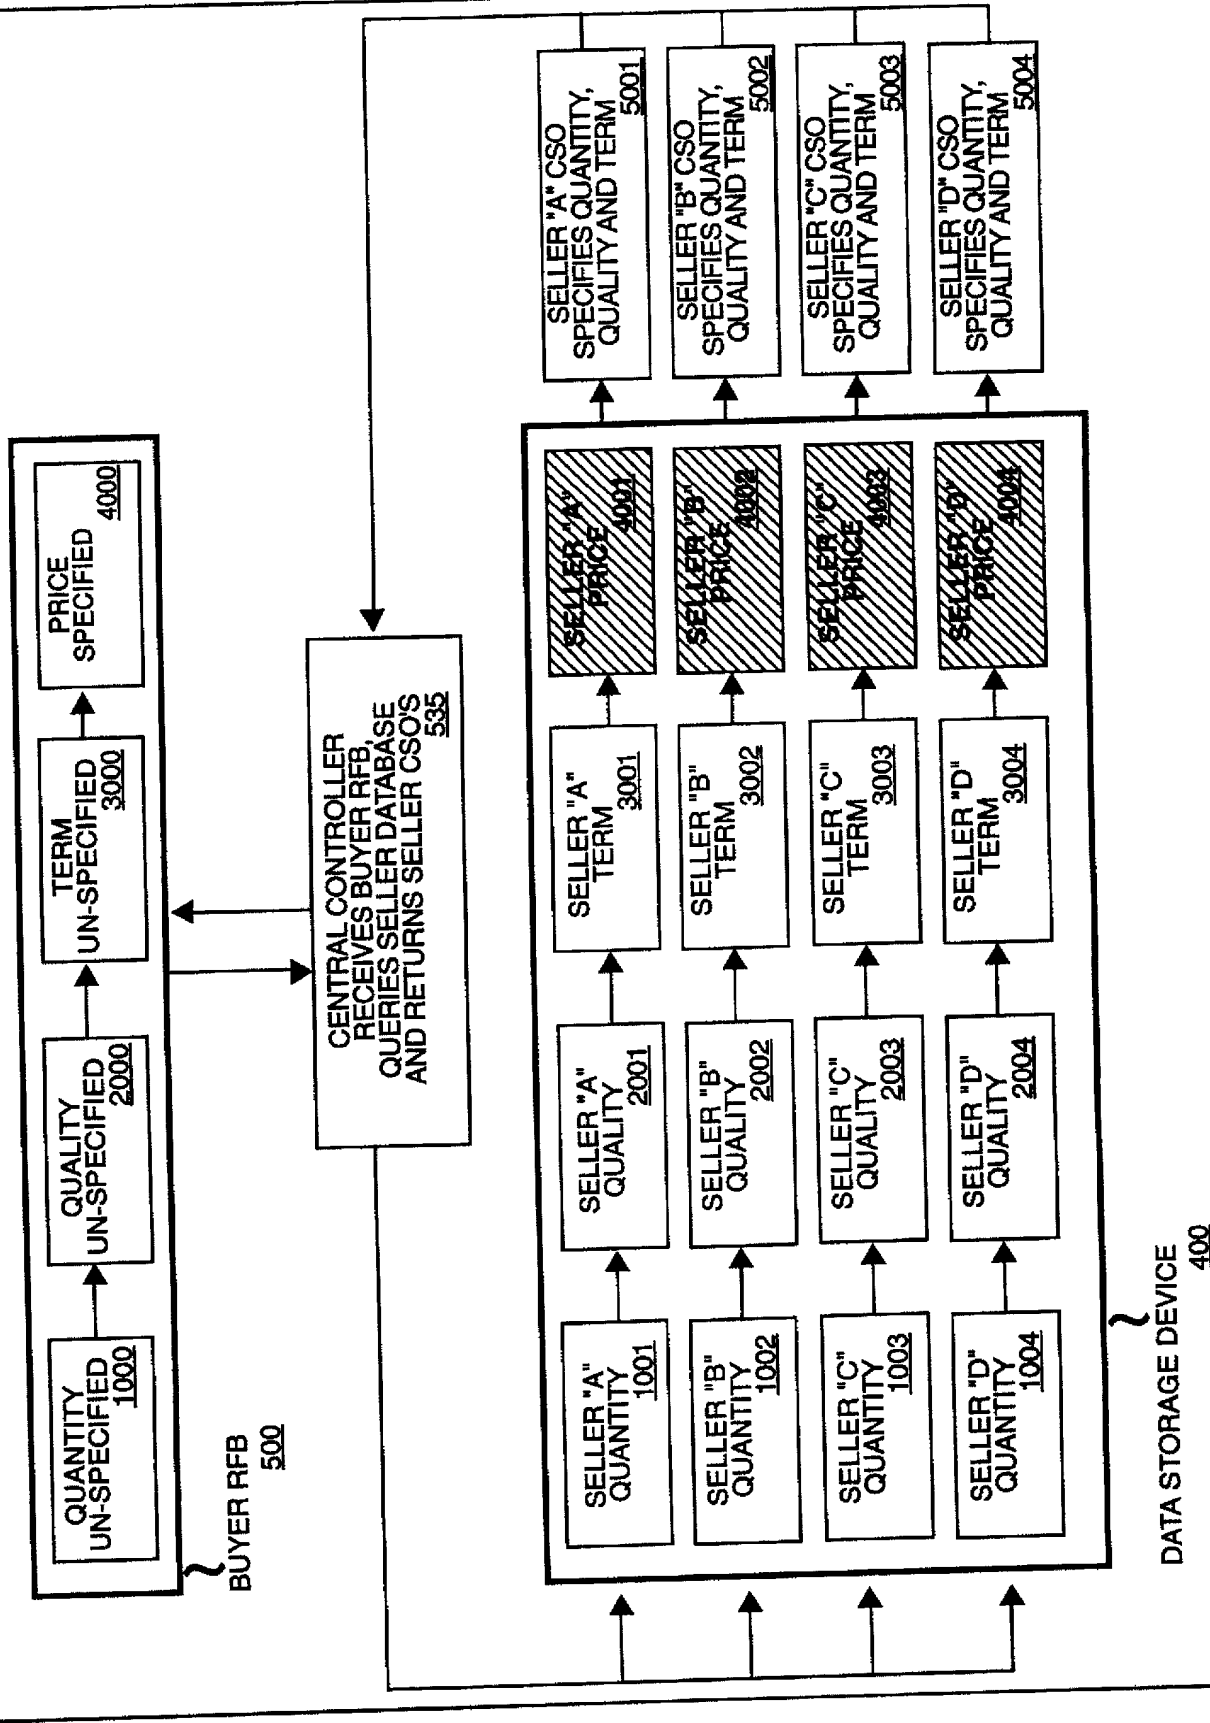 QUANTITY
UN-SPECIFIED
1000
QUALITY
UN-SPECIFIED
2000
TERM
UN-SPECIFIED
3000
PRICE
SPECIFIED
4000
BUYER RFB
500
CENTRAL CONTROLLER
RECEIVES BUYER RFB,
QUERIES SELLER DATABASE
AND RETURNS SELLER CSO'S
535
SELLER "A"
QUANTITY
1001
SELLER "A"
QUALITY
2001
SELLER "A"
TERM
3001
SELLER "A"
PRICE
4001
SELLER "A" CSO
SPECIFIES QUANTITY,
QUALITY AND TERM
5001
SELLER "B"
QUANTITY
1002
SELLER "B"
QUALITY
2002
SELLER "B"
TERM
3002
SELLER "B"
PRICE
4002
SELLER "B" CSO
SPECIFIES QUANTITY,
QUALITY AND TERM
5002
SELLER "C"
QUANTITY
1003
SELLER "C"
QUALITY
2003
SELLER "C"
TERM
3003
SELLER "C"
PRICE
4003
SELLER "C" CSO
SPECIFIES QUANTITY,
QUALITY AND TERM
5003
SELLER "D"
QUANTITY
1004
SELLER "D"
QUALITY
2004
SELLER "D"
TERM
3004
SELLER "D"
PRICE
4004
SELLER "D" CSO
SPECIFIES QUANTITY,
QUALITY AND TERM
5004
DATA STORAGE DEVICE
400